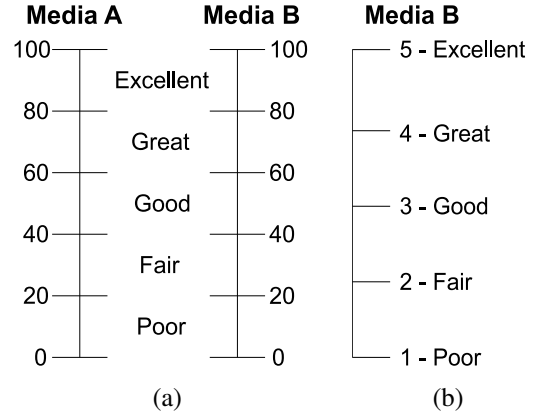 Media A Media B Media B
100 100 5 - Excellent
Excellent
80 80 4 - Great
Great
60 60
Good 3 - Good
40 40
Fair 2 - Fair
20 20
Poor
0 0 1 - Poor
(a) (b)